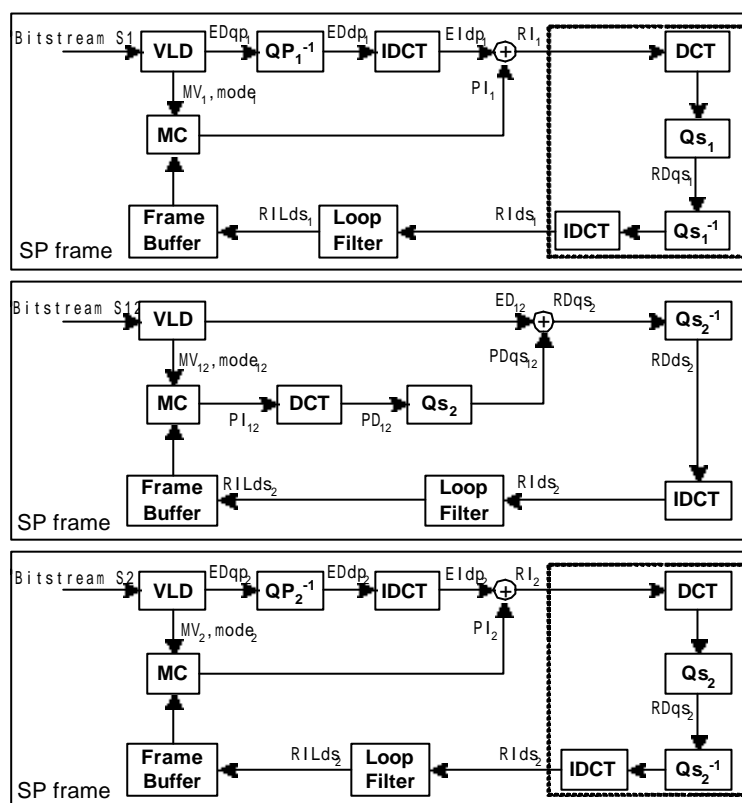 Bitstream S1
VLD
EDqp₁
QP₁⁻¹
EDdp₁
IDCT
EIdp₁
+
RI₁
DCT
MV₁,mode₁
PI₁
MC
Qs₁
RDqs₁
Frame
Buffer
RILds₁
Loop
Filter
RIds₁
IDCT
Qs₁⁻¹
SP frame
Bitstream S12
VLD
ED₁₂
+
RDqs₂
Qs₂⁻¹
MV₁₂,mode₁₂
PDqs₁₂
RDds₂
MC
PI₁₂
DCT
PD₁₂
Qs₂
Frame
Buffer
RILds₂
Loop
Filter
RIds₂
IDCT
SP frame
Bitstream S2
VLD
EDqp₂
QP₂⁻¹
EDdp₂
IDCT
EIdp₂
+
RI₂
DCT
MV₂,mode₂
PI₂
MC
Qs₂
RDqs₂
Frame
Buffer
RILds₂
Loop
Filter
RIds₂
IDCT
Qs₂⁻¹
SP frame